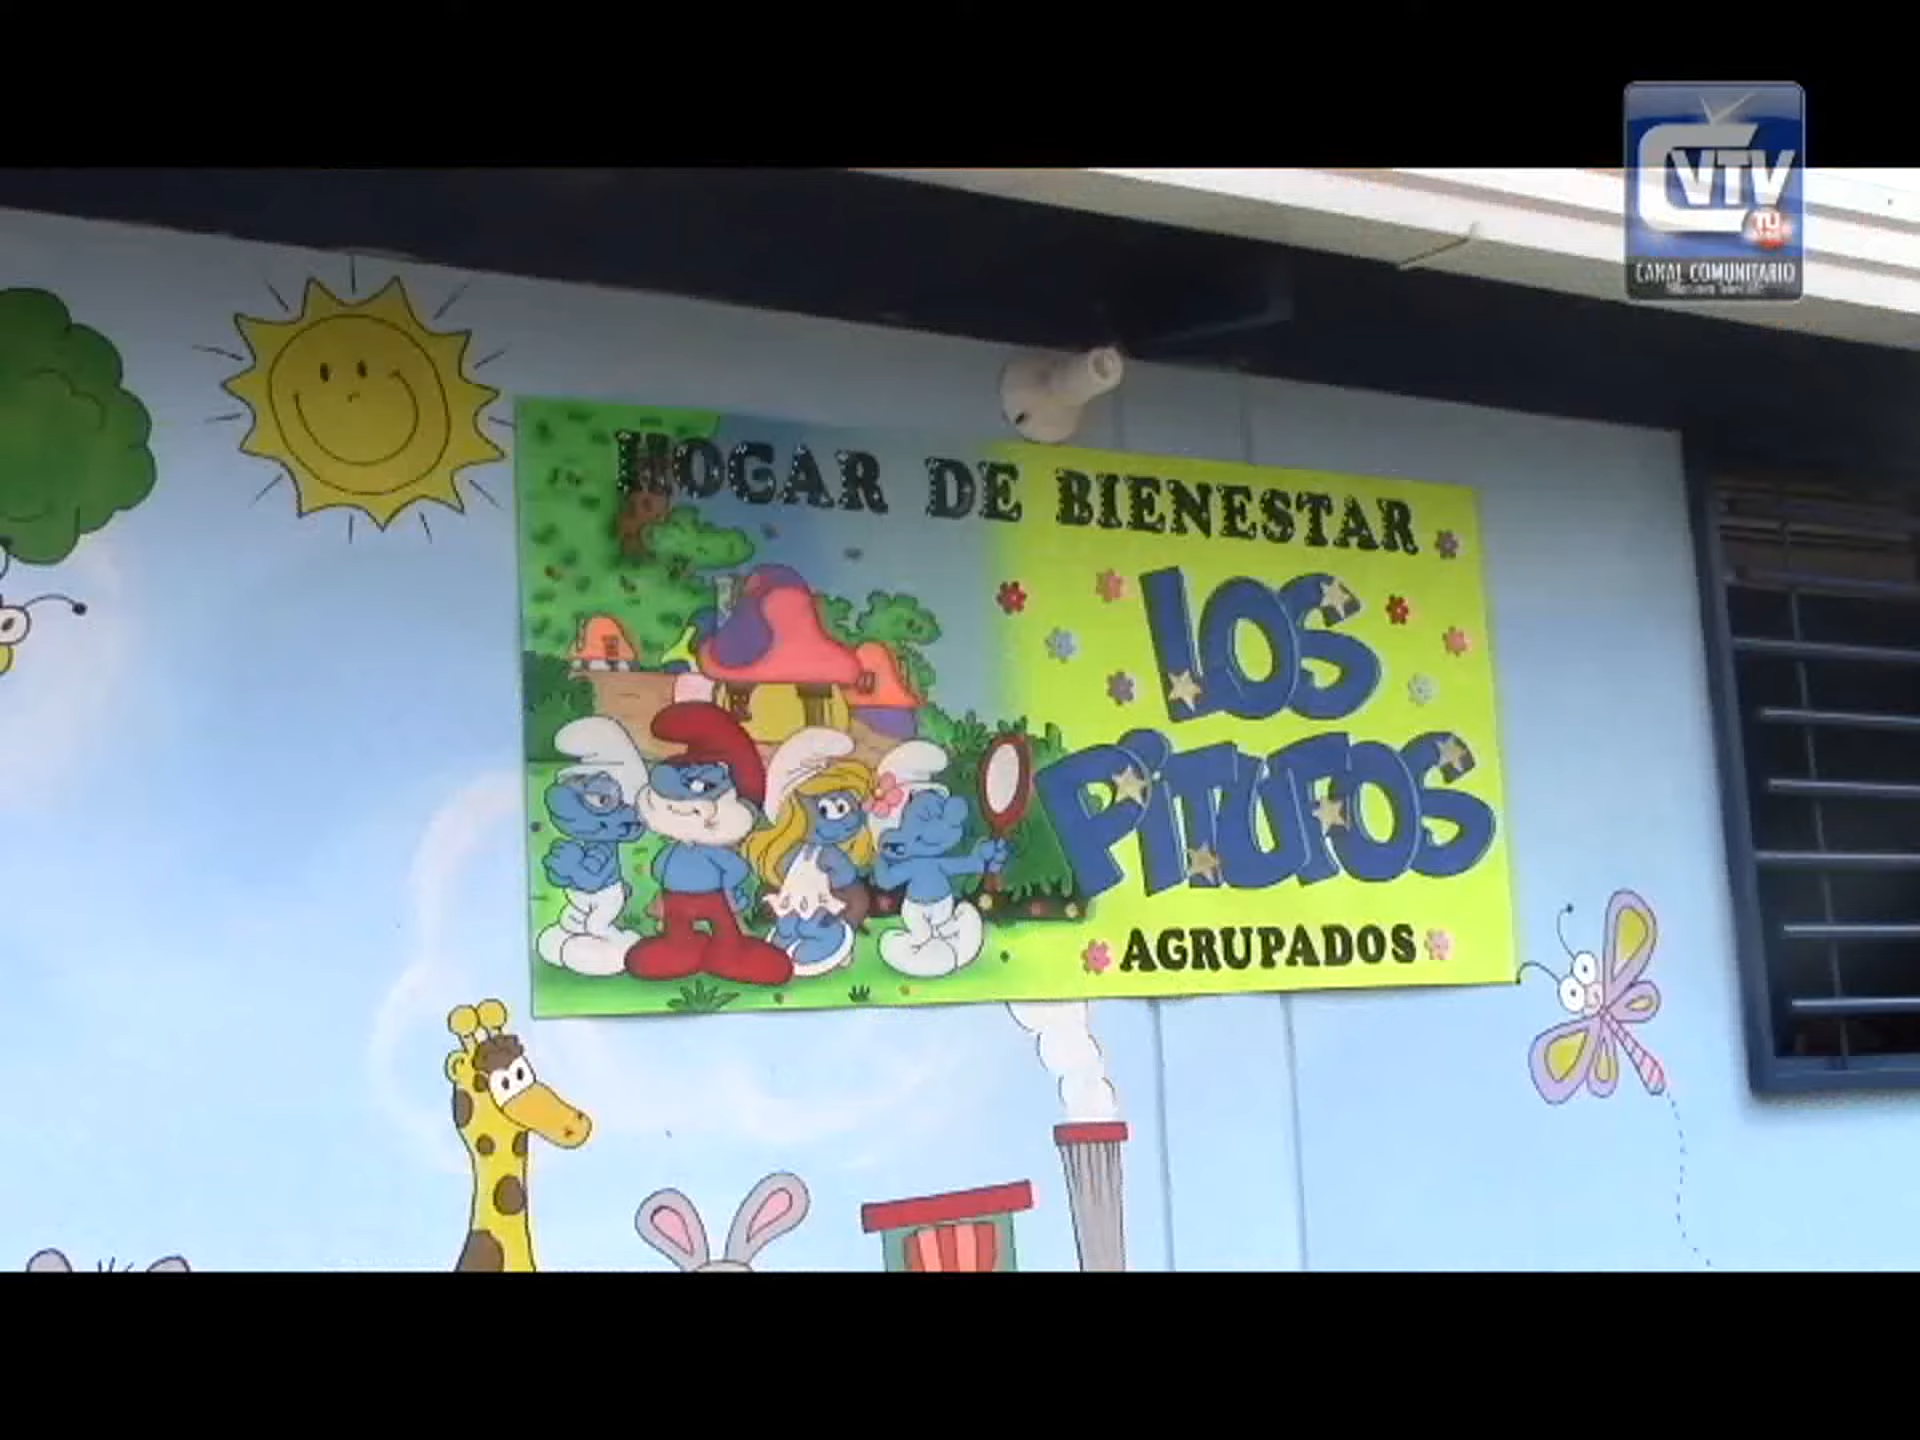 CVTV
TU
CANAL COMUNITARIO
HOGAR DE BIENESTAR
LOS
PiTUFOS
AGRUPADOS